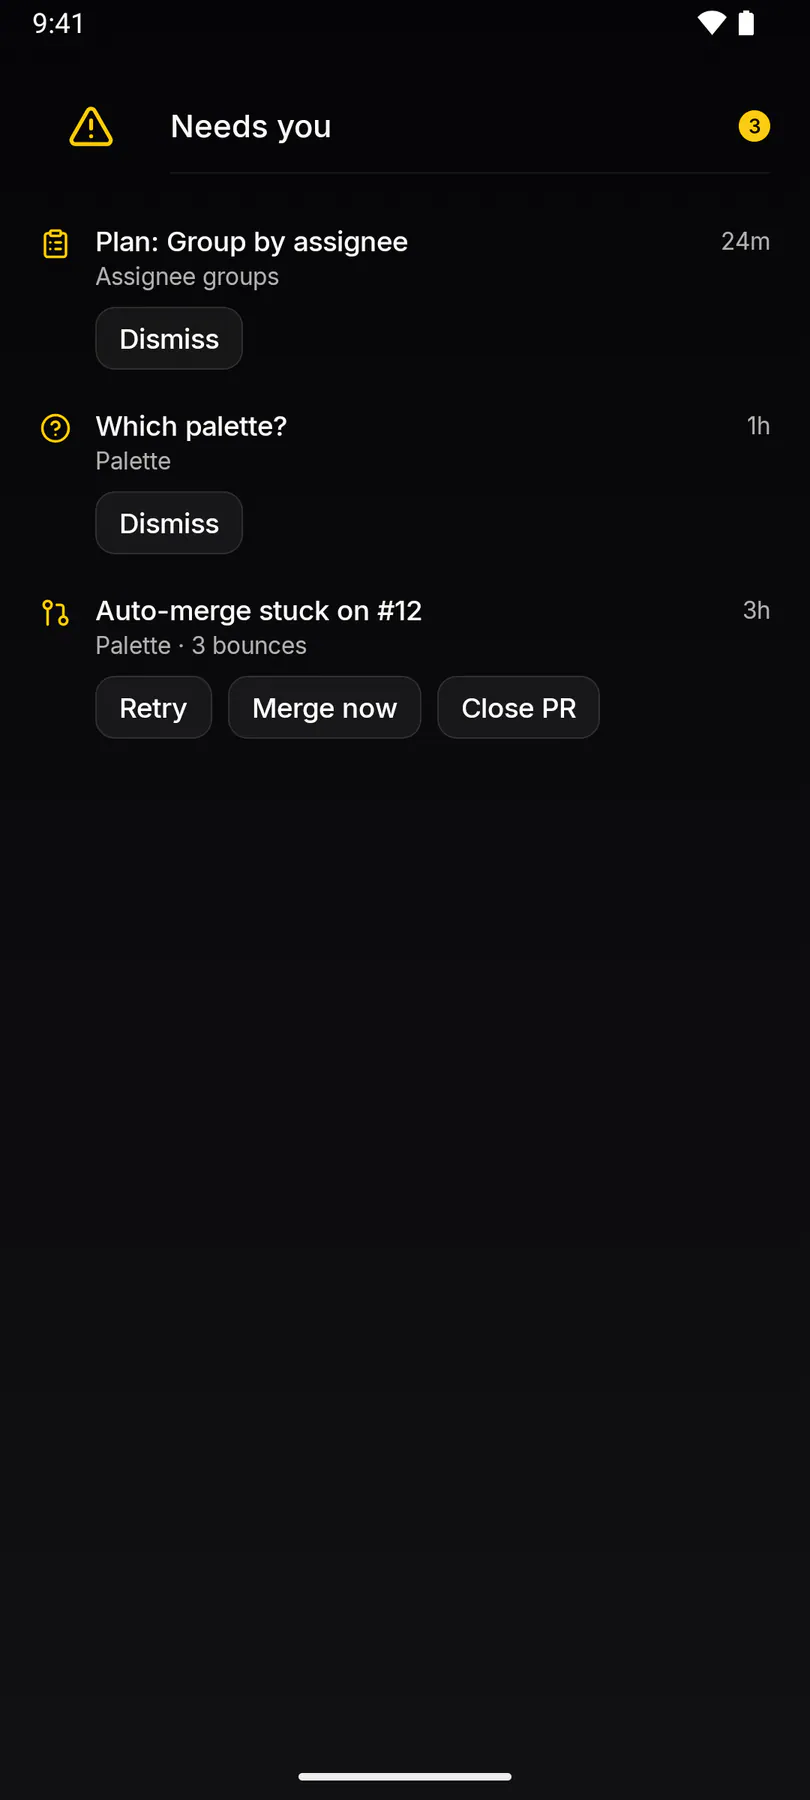 9:41
Needs you
3
Plan: Group by assignee
24m
Assignee groups
Dismiss
Which palette?
1h
Palette
Dismiss
Auto-merge stuck on #12
3h
Palette · 3 bounces
Retry
Merge now
Close PR